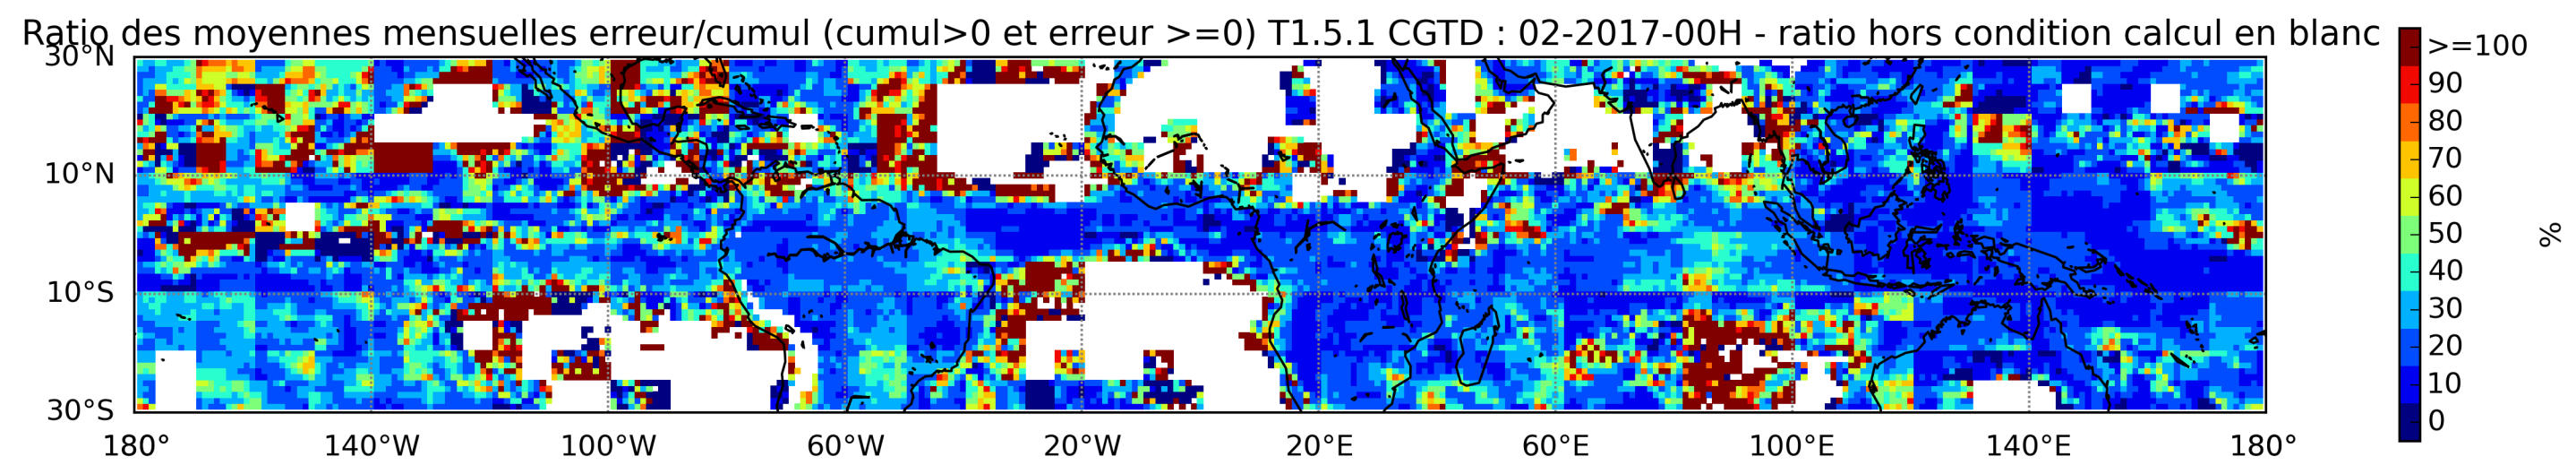 Ratio des moyennes mensuelles erreur/cumul (cumul>0 et erreur >=0) T1.5.1 CGTD : 02-2017-00H - ratio hors condition calcul en blanc
30°N
10°N
10°S
30°S
180° 140°W 100°W 60°W 20°W 20°E 60°E 100°E 140°E 180°
>=100
90
80
70
60
50
40
30
20
10
0
%